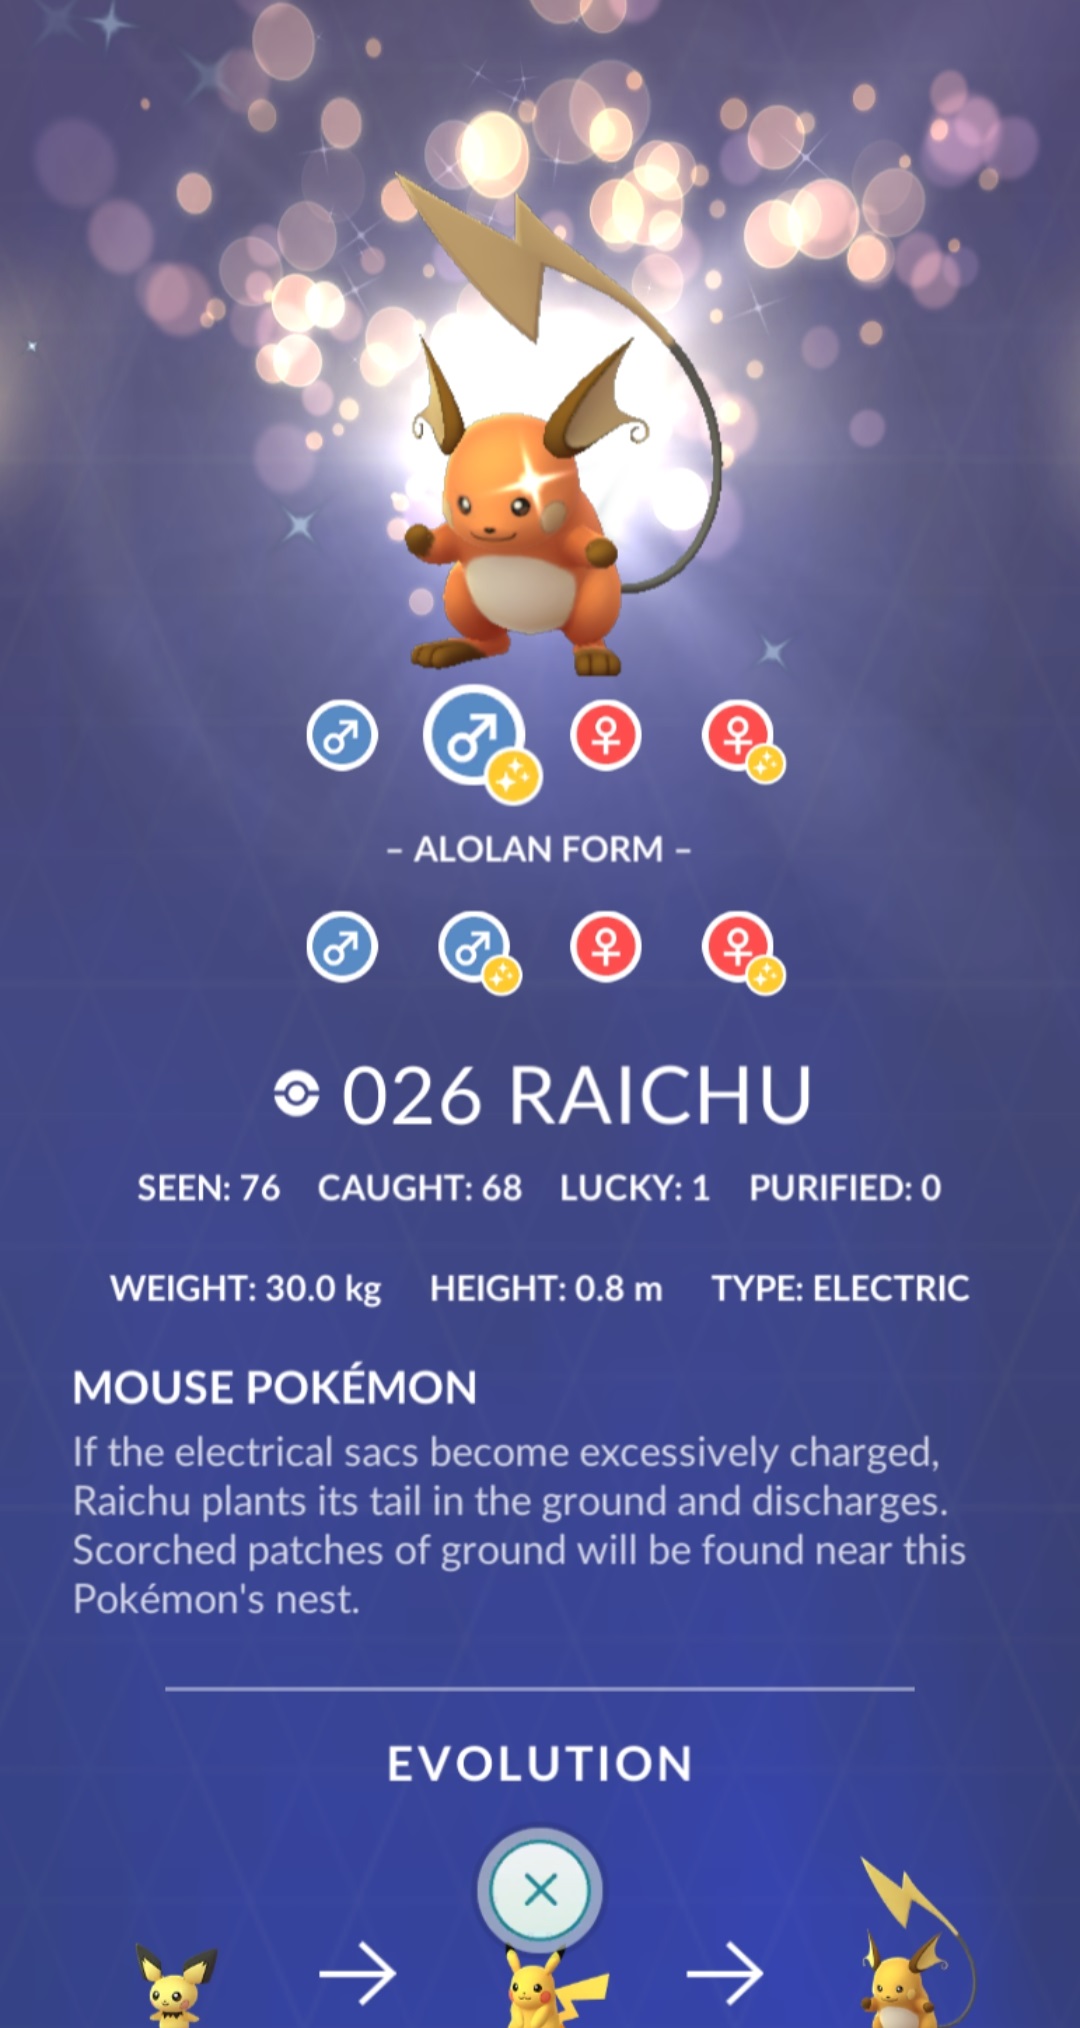 – ALOLAN FORM –
026 RAICHU
SEEN: 76 CAUGHT: 68 LUCKY: 1 PURIFIED: 0
WEIGHT: 30.0 kg HEIGHT: 0.8 m TYPE: ELECTRIC
MOUSE POKÉMON
If the electrical sacs become excessively charged,
Raichu plants its tail in the ground and discharges.
Scorched patches of ground will be found near this
Pokémon's nest.
EVOLUTION